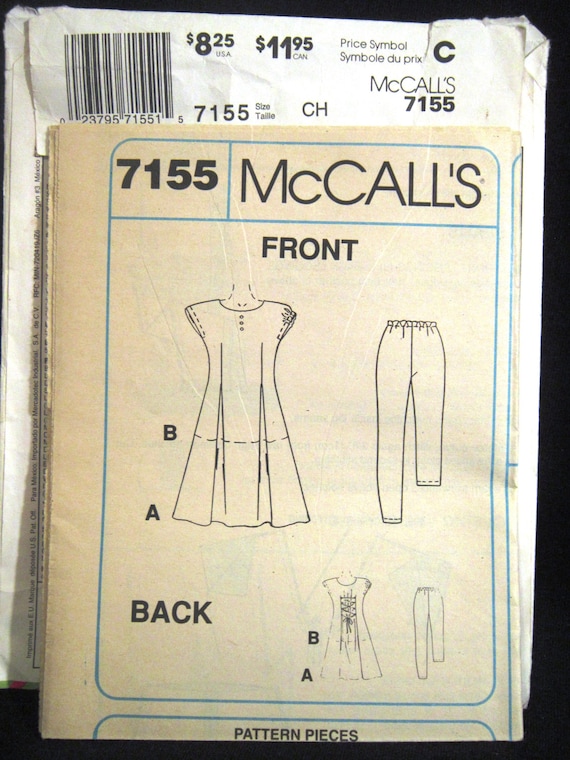 $8.25 U.S.A. $11.95 CAN
Price Symbol C
Symbole du prix
McCALL'S
7155
0 23795 71551 5
7155 Size Taille CH
7155 McCALL'S
FRONT
B
A
BACK
B
A
PATTERN PIECES